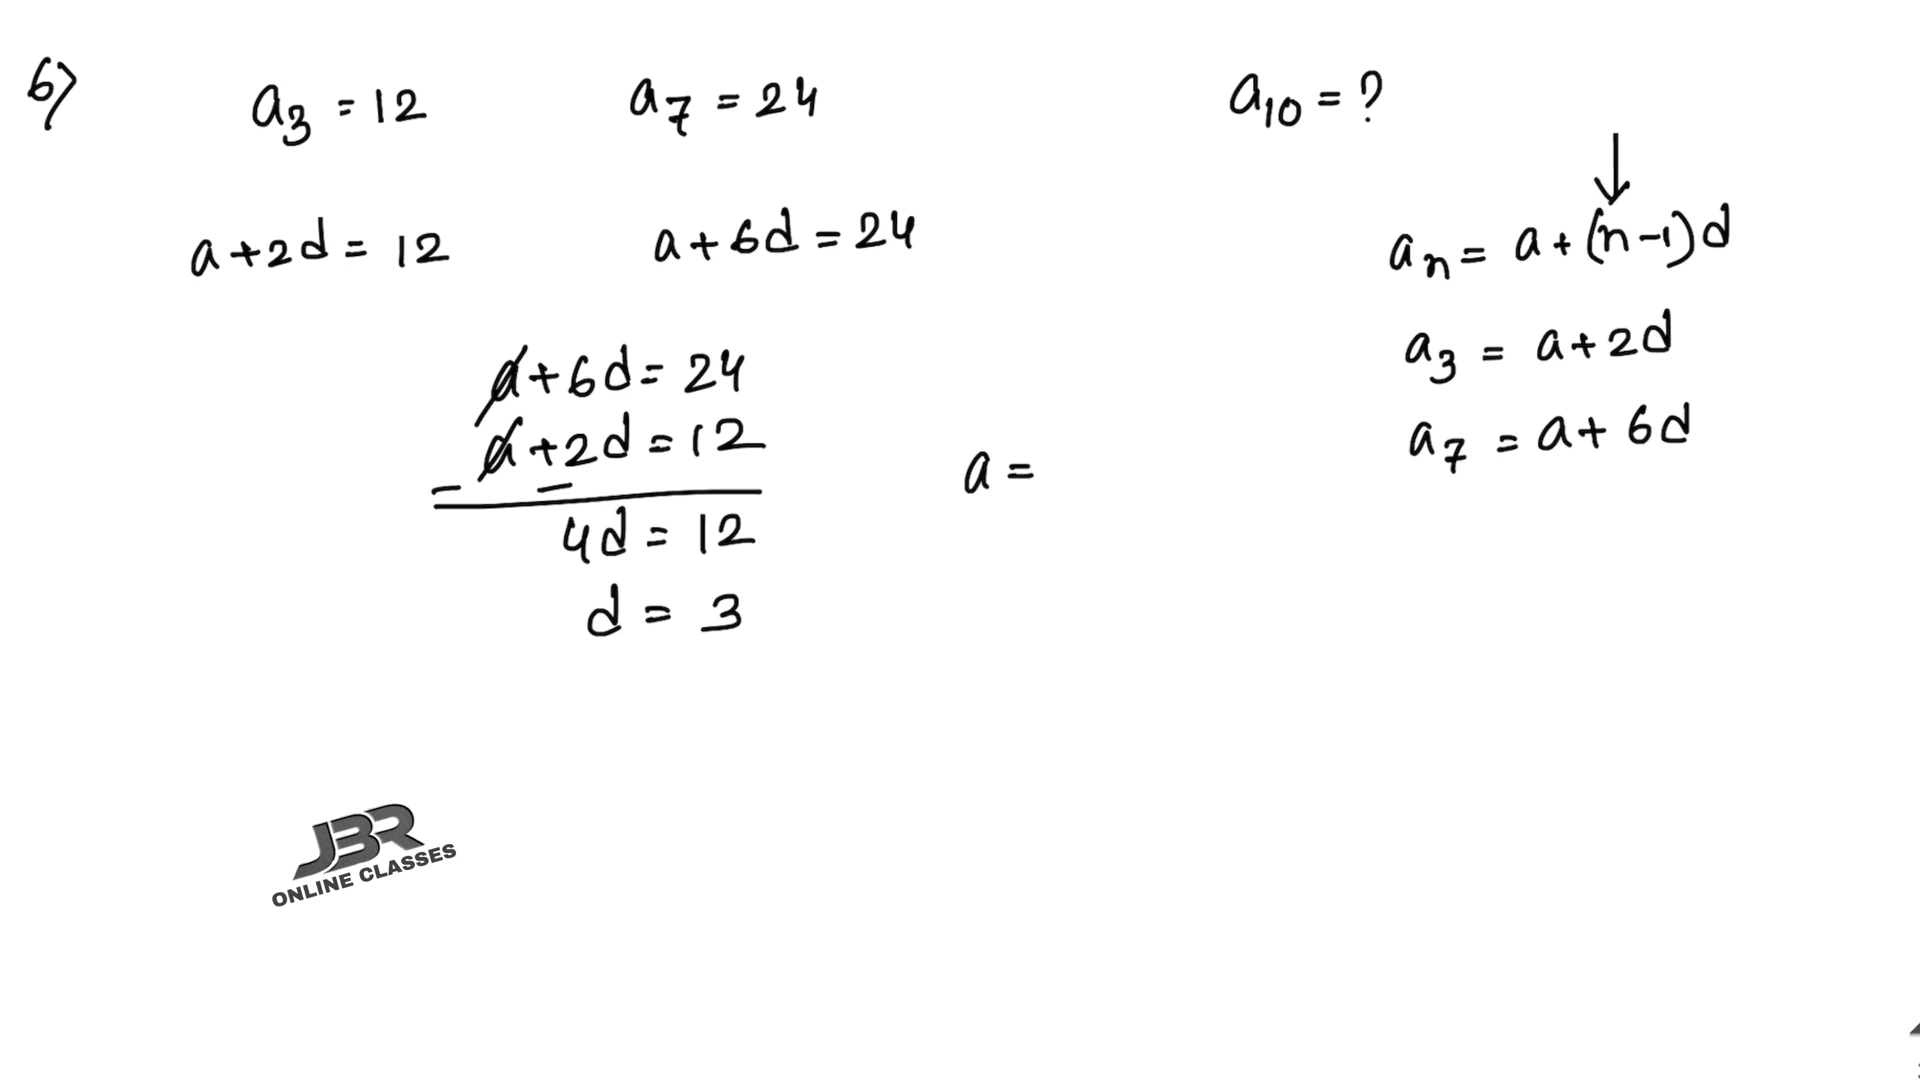 6) a₃ = 12 a₇ = 24 a₁₀ = ?
a + 2d = 12 a + 6d = 24 aₙ = a + (n-1)d
a + 6d = 24 a₃ = a + 2d
a + 2d = 12 a = a₇ = a + 6d
- -
4d = 12
d = 3
JBR
ONLINE CLASSES